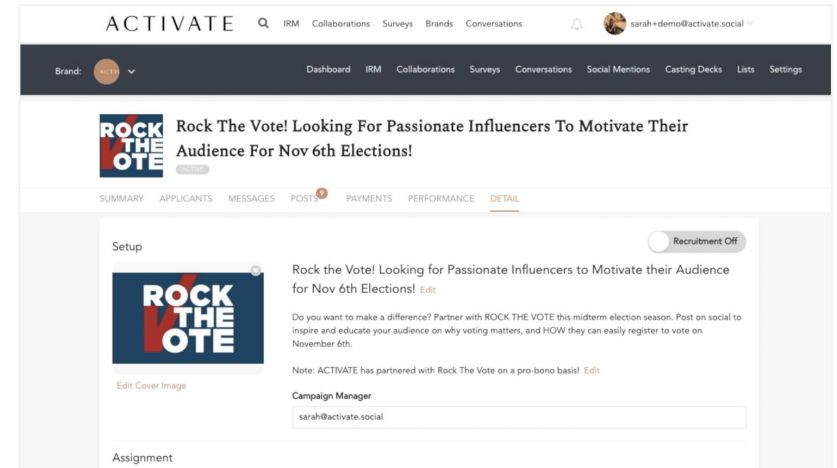 ACTIVATE IRM Collaborations Surveys Brands Conversations sarah+demo@activate.social
Brand: ACTI Dashboard IRM Collaborations Surveys Conversations Social Mentions Casting Decks Lists Settings
ROCK
THE
VOTE
Rock The Vote! Looking For Passionate Influencers To Motivate Their
Audience For Nov 6th Elections!
ACTIVE
SUMMARY APPLICANTS MESSAGES POSTS 9 PAYMENTS PERFORMANCE DETAIL
Setup
Recruitment Off
ROCK
THE
VOTE
Edit Cover Image
Rock the Vote! Looking for Passionate Influencers to Motivate their Audience
for Nov 6th Elections! Edit
Do you want to make a difference? Partner with ROCK THE VOTE this midterm election season. Post on social to
inspire and educate your audience on why voting matters, and HOW they can easily register to vote on
November 6th.
Note: ACTIVATE has partnered with Rock The Vote on a pro-bono basis! Edit
Campaign Manager
sarah@activate.social
Assignment